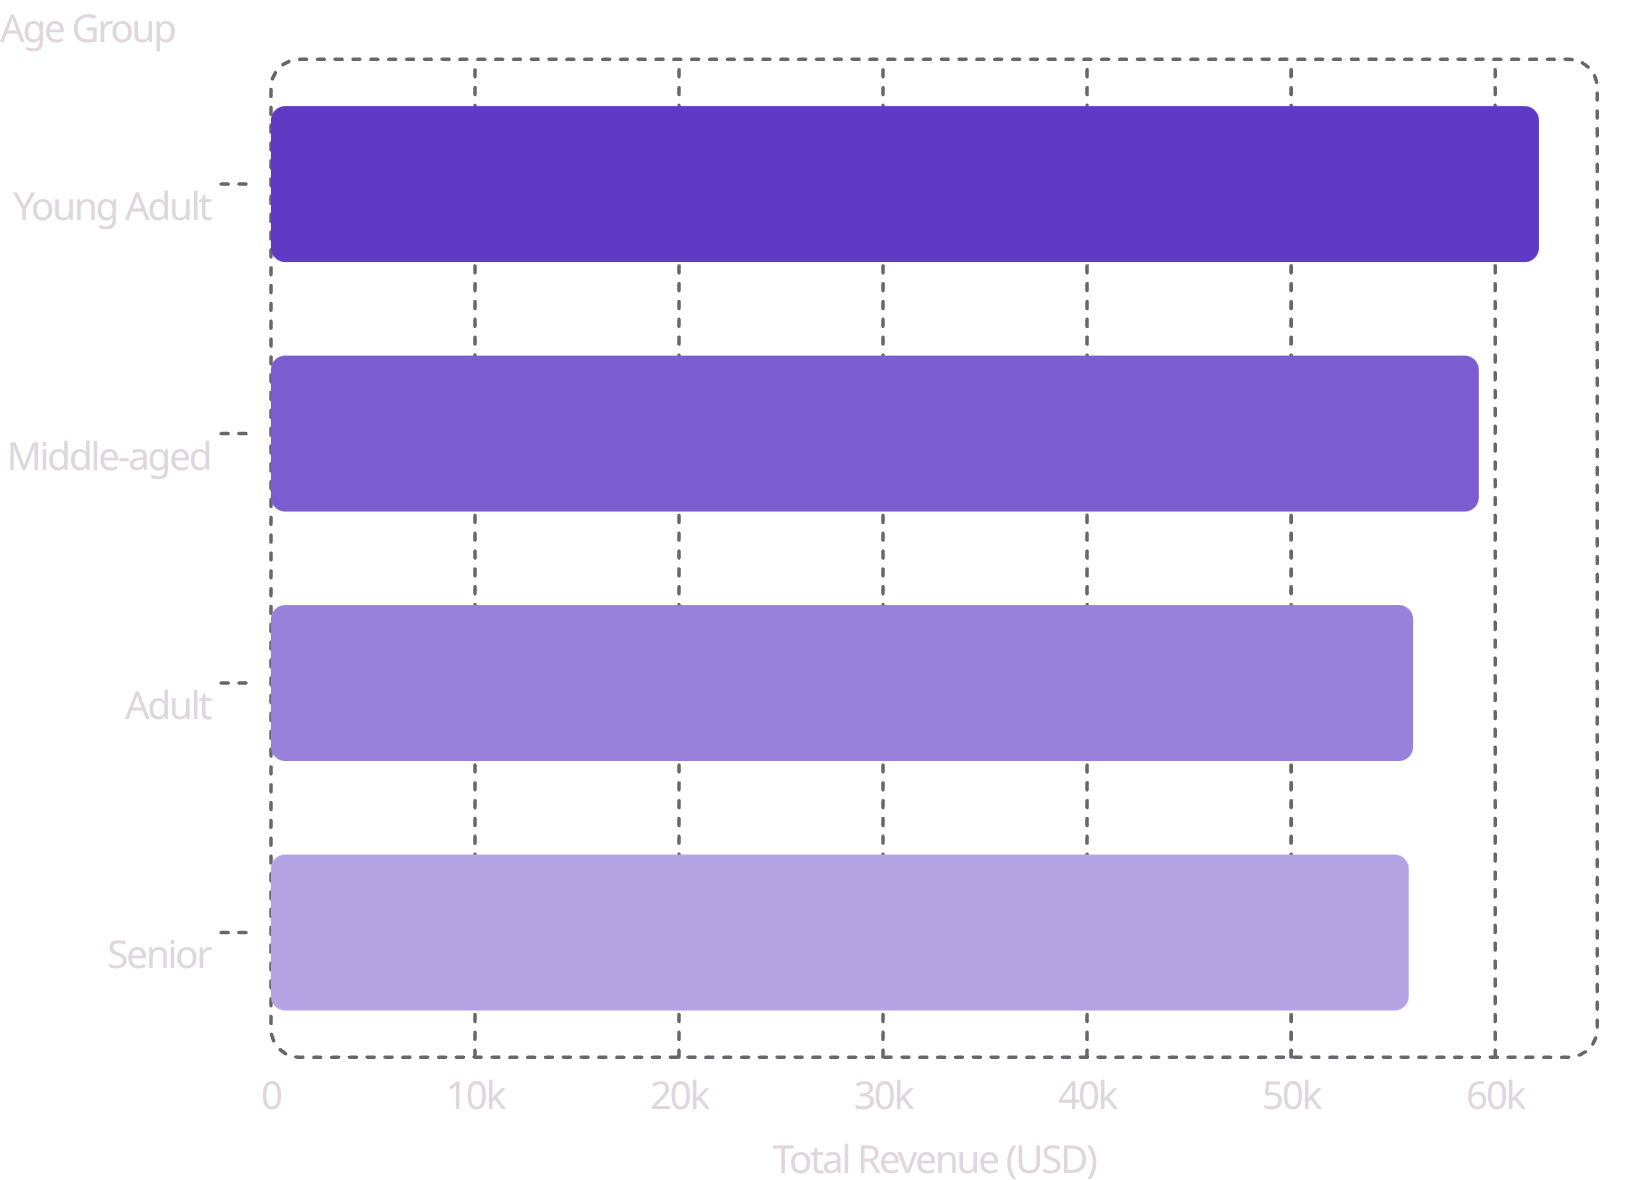 Age Group
Young Adult
Middle-aged
Adult
Senior
0 10k 20k 30k 40k 50k 60k
Total Revenue (USD)